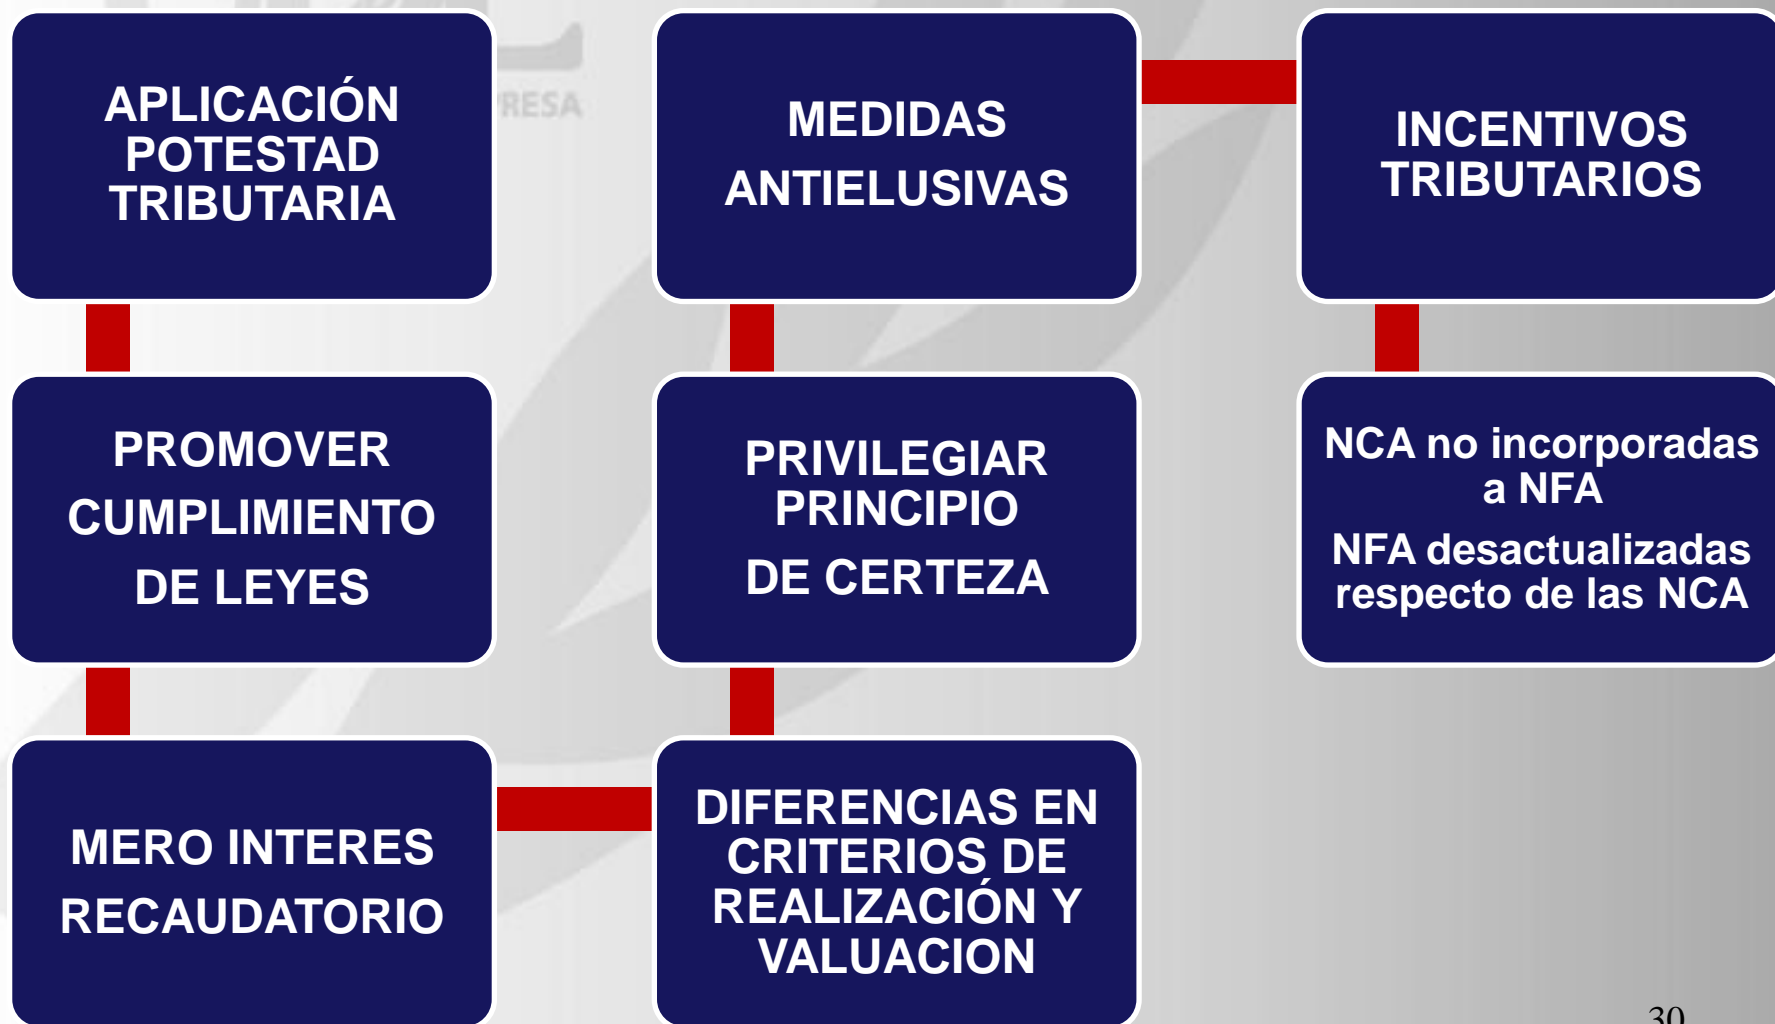 APLICACIÓN
POTESTAD
TRIBUTARIA
PROMOVER
CUMPLIMIENTO
DE LEYES
MERO INTERES
RECAUDATORIO
DIFERENCIAS EN
CRITERIOS DE
REALIZACIÓN Y
VALUACION
PRIVILEGIAR
PRINCIPIO
DE CERTEZA
MEDIDAS
ANTIELUSIVAS
INCENTIVOS
TRIBUTARIOS
NCA no incorporadas
a NFA
NFA desactualizadas
respecto de las NCA
30